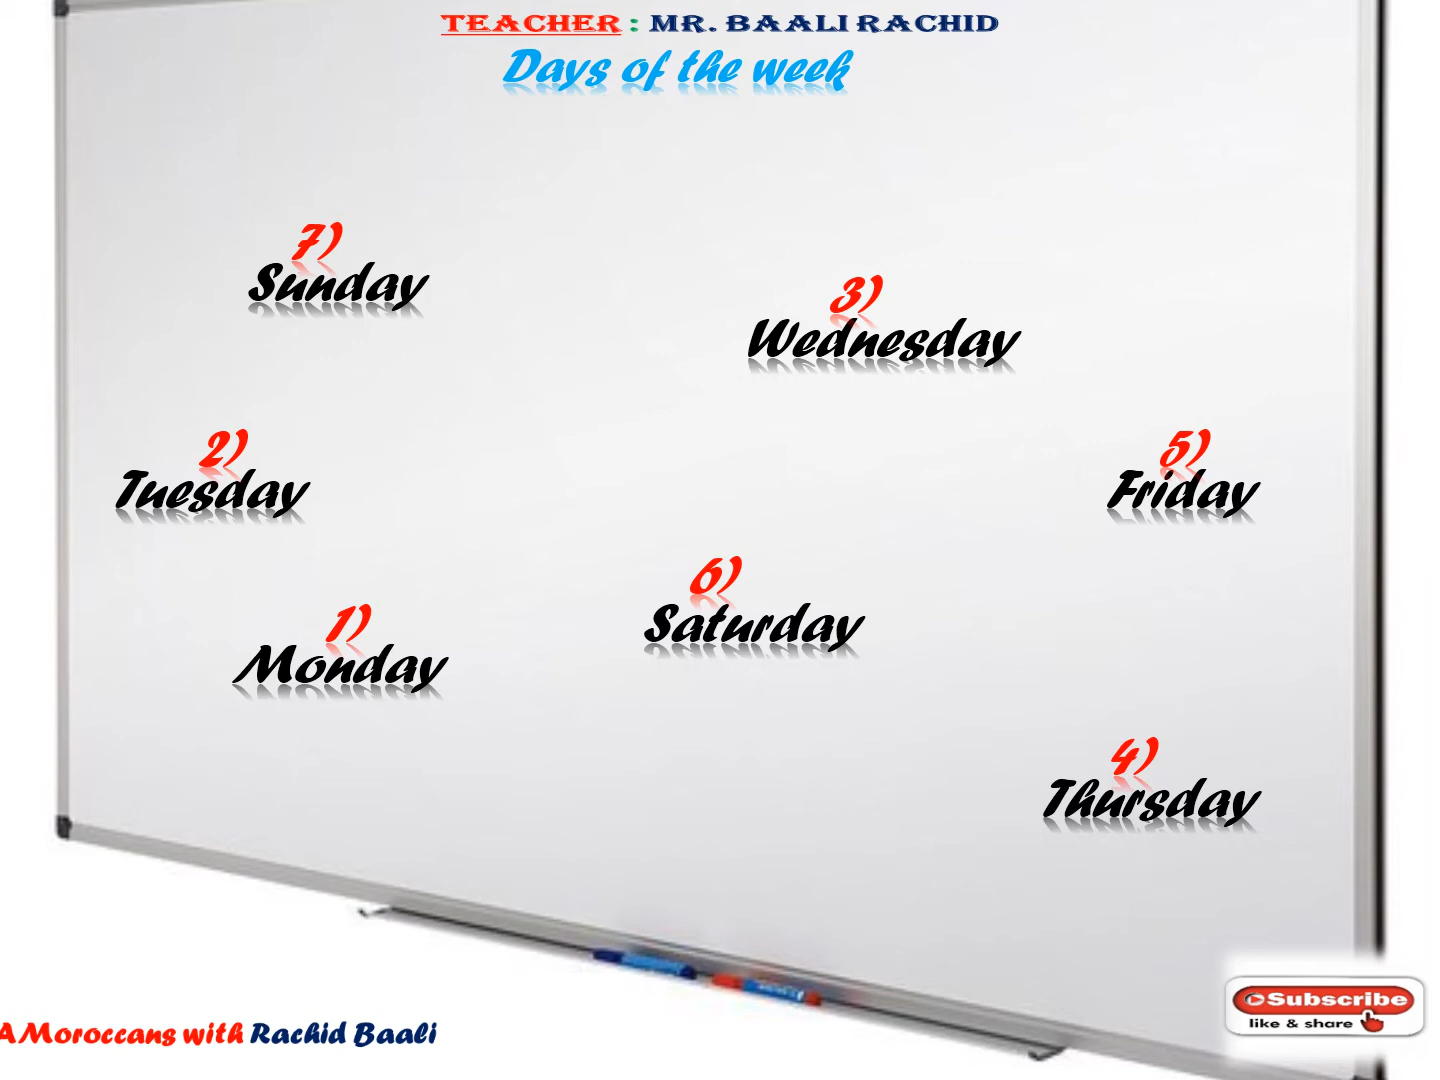 TEACHER : MR. BAALI RACHID
Days of the week
7)
Sunday
3)
Wednesday
2)
Tuesday
5)
Friday
6)
Saturday
1)
Monday
4)
Thursday
Subscribe
like & share
A Moroccans with Rachid Baali